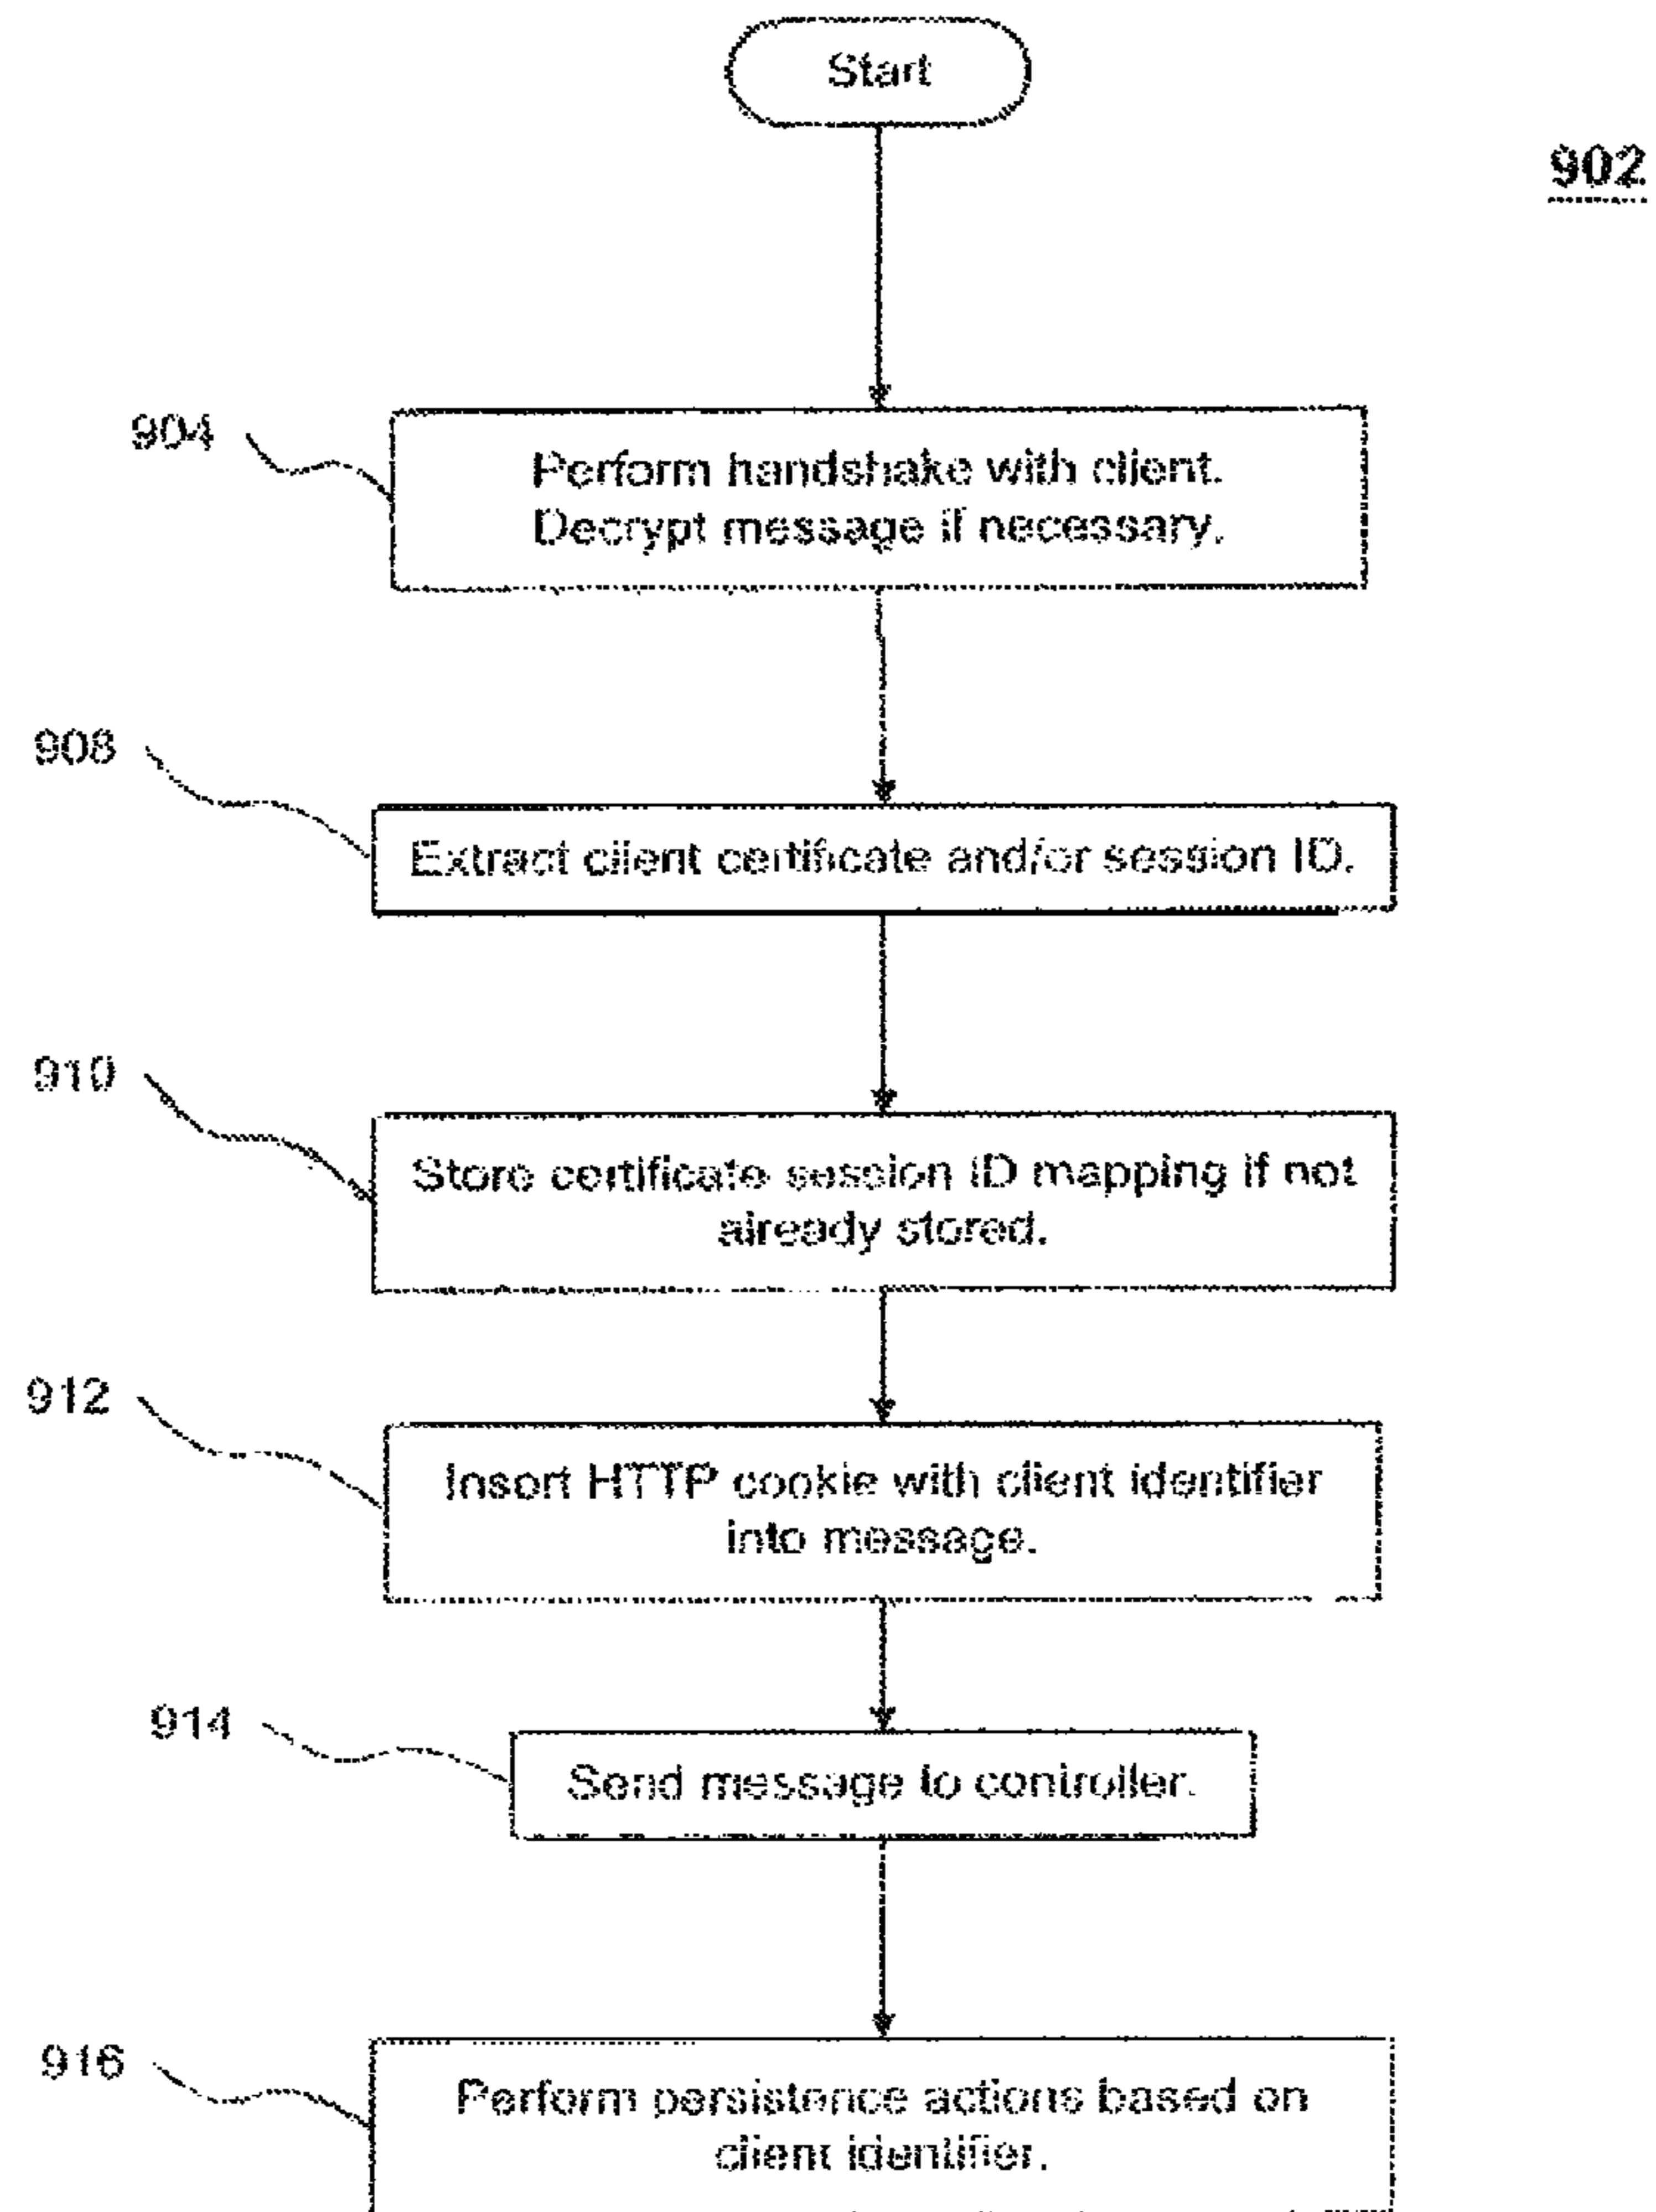 Start
902
904
Perform handshake with client.
Decrypt message if necessary.
908
Extract client certificate and/or session ID.
910
Store certificate-session ID mapping if not
already stored.
912
Insert HTTP cookie with client identifier
into message.
914
Send message to controller.
916
Perform persistence actions based on
client identifier.